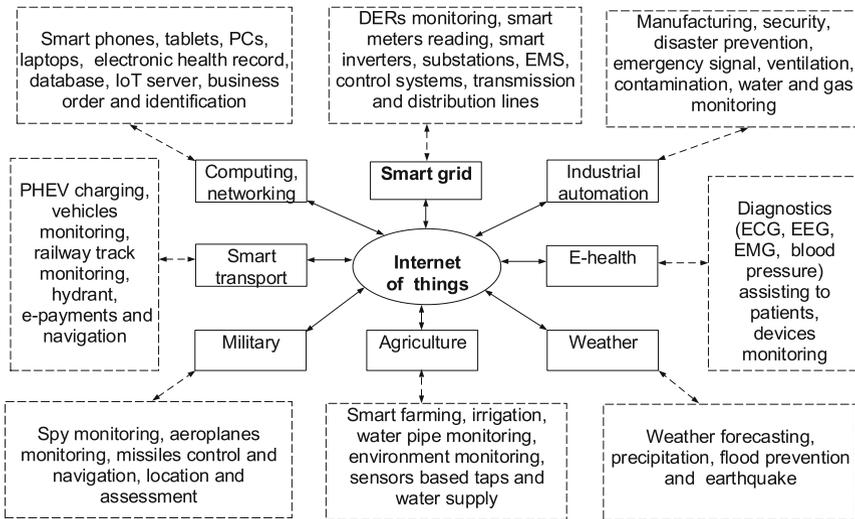 Smart phones, tablets, PCs,
laptops, electronic health record,
database, IoT server, business
order and identification
DERs monitoring, smart
meters reading, smart
inverters, substations, EMS,
control systems, transmission
and distribution lines
Manufacturing, security,
disaster prevention,
emergency signal, ventilation,
contamination, water and gas
monitoring
Computing,
networking
Smart grid
Industrial
automation
PHEV charging,
vehicles
monitoring,
railway track
monitoring,
hydrant,
e-payments and
navigation
Smart
transport
Internet
of things
E-health
Diagnostics
(ECG, EEG,
EMG, blood
pressure)
assisting to
patients,
devices
monitoring
Military
Agriculture
Weather
Spy monitoring, aeroplanes
monitoring, missiles control and
navigation, location and
assessment
Smart farming, irrigation,
water pipe monitoring,
environment monitoring,
sensors based taps and
water supply
Weather forecasting,
precipitation, flood prevention
and earthquake